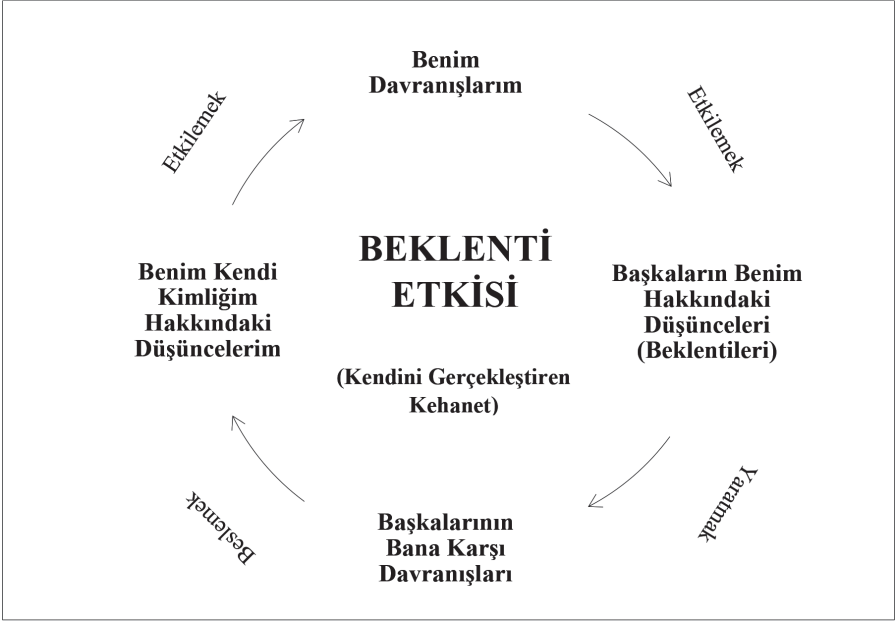 Benim
Davranışlarım
Etkilemek
Etkilemek
BEKLENTİ
ETKİSİ
Benim Kendi
Kimliğim
Hakkındaki
Düşüncelerim
Başkaların Benim
Hakkındaki
Düşünceleri
(Beklentileri)
(Kendini Gerçekleştiren
Kehanet)
Beslemek
Yaratmak
Başkalarının
Bana Karşı
Davranışları